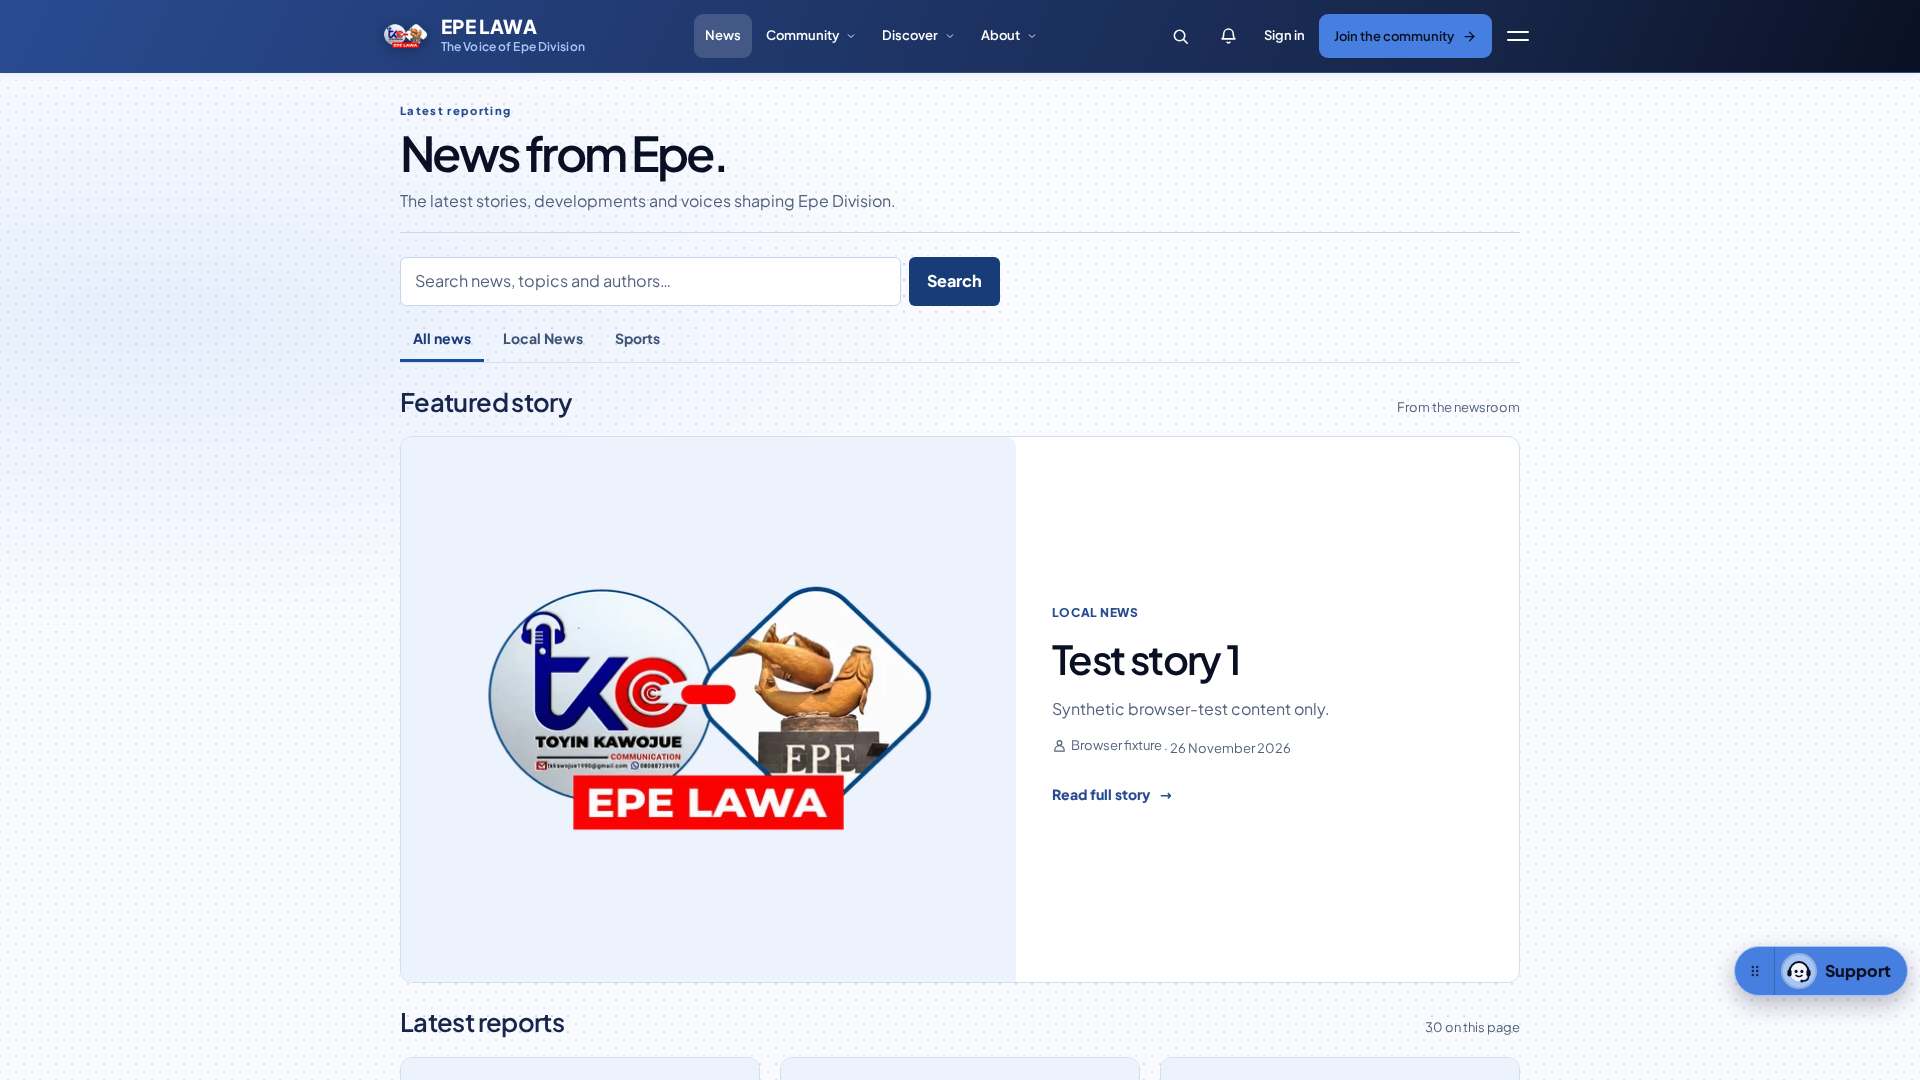 EPE LAWA
The Voice of Epe Division
News
Community
Discover
About
Sign in
Join the community
Latest reporting
News from Epe.
The latest stories, developments and voices shaping Epe Division.
Search news, topics and authors...
Search
All news
Local News
Sports
Featured story
From the newsroom
TKC
TOYIN KAWOJUE
COMMUNICATION
EPE
EPE LAWA
LOCAL NEWS
Test story 1
Synthetic browser-test content only.
Browser fixture · 26 November 2026
Read full story →
Support
Latest reports
30 on this page